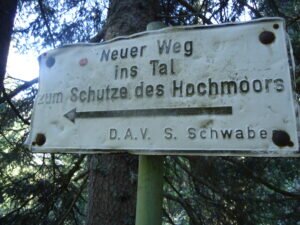 Neuer Weg
ins Tal
zum Schutze des Hochmoors
D.A.V. S. Schwaben